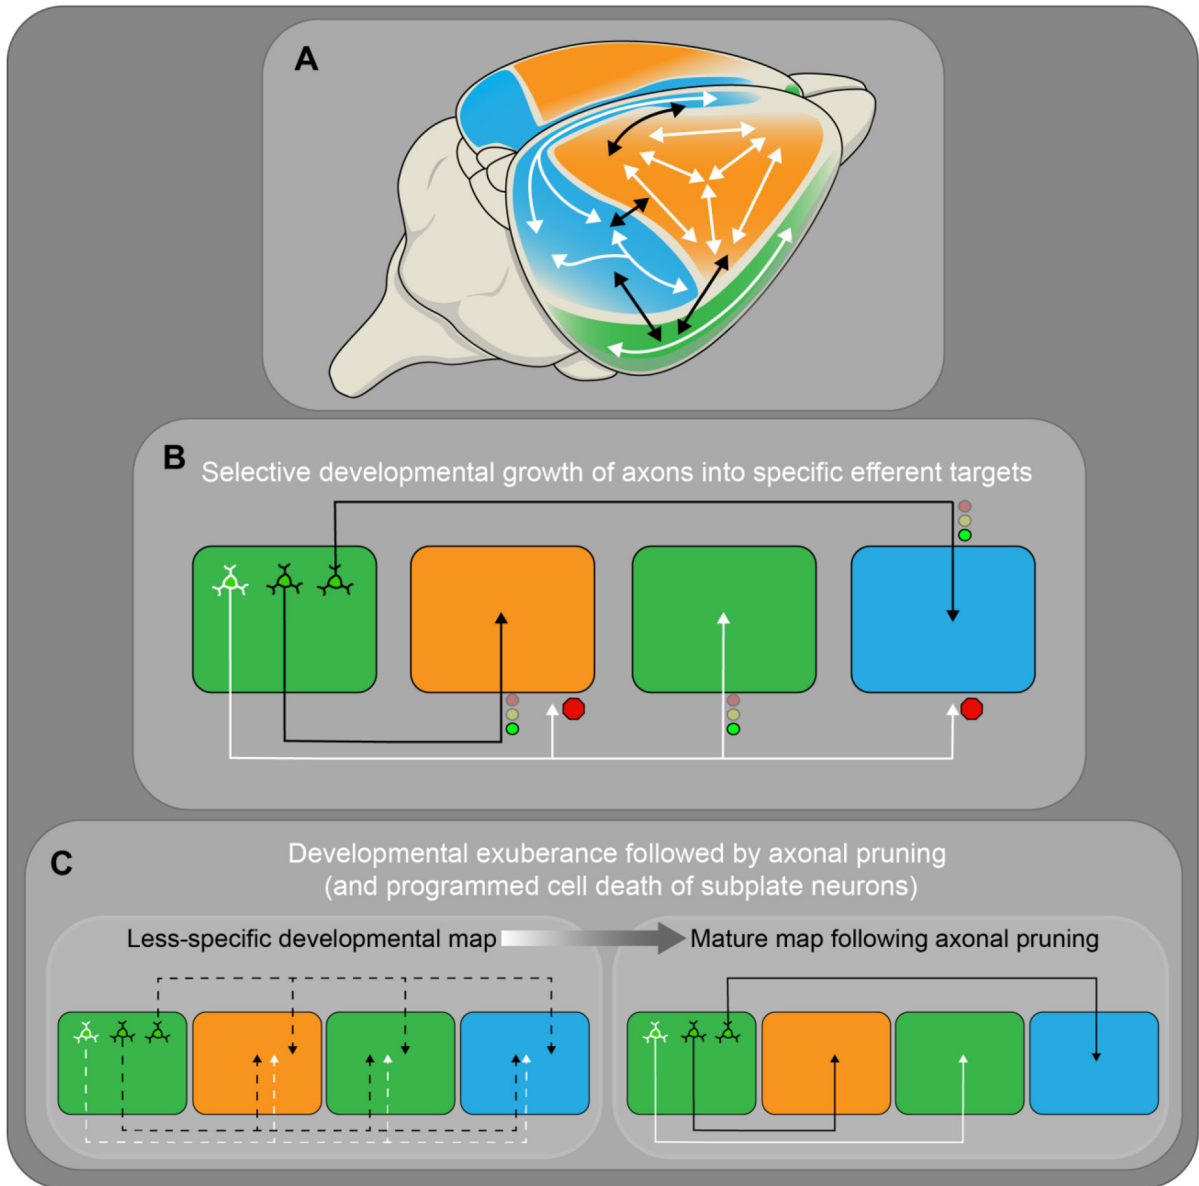 A
B
Selective developmental growth of axons into specific efferent targets
C
Developmental exuberance followed by axonal pruning
(and programmed cell death of subplate neurons)
Less-specific developmental map
Mature map following axonal pruning